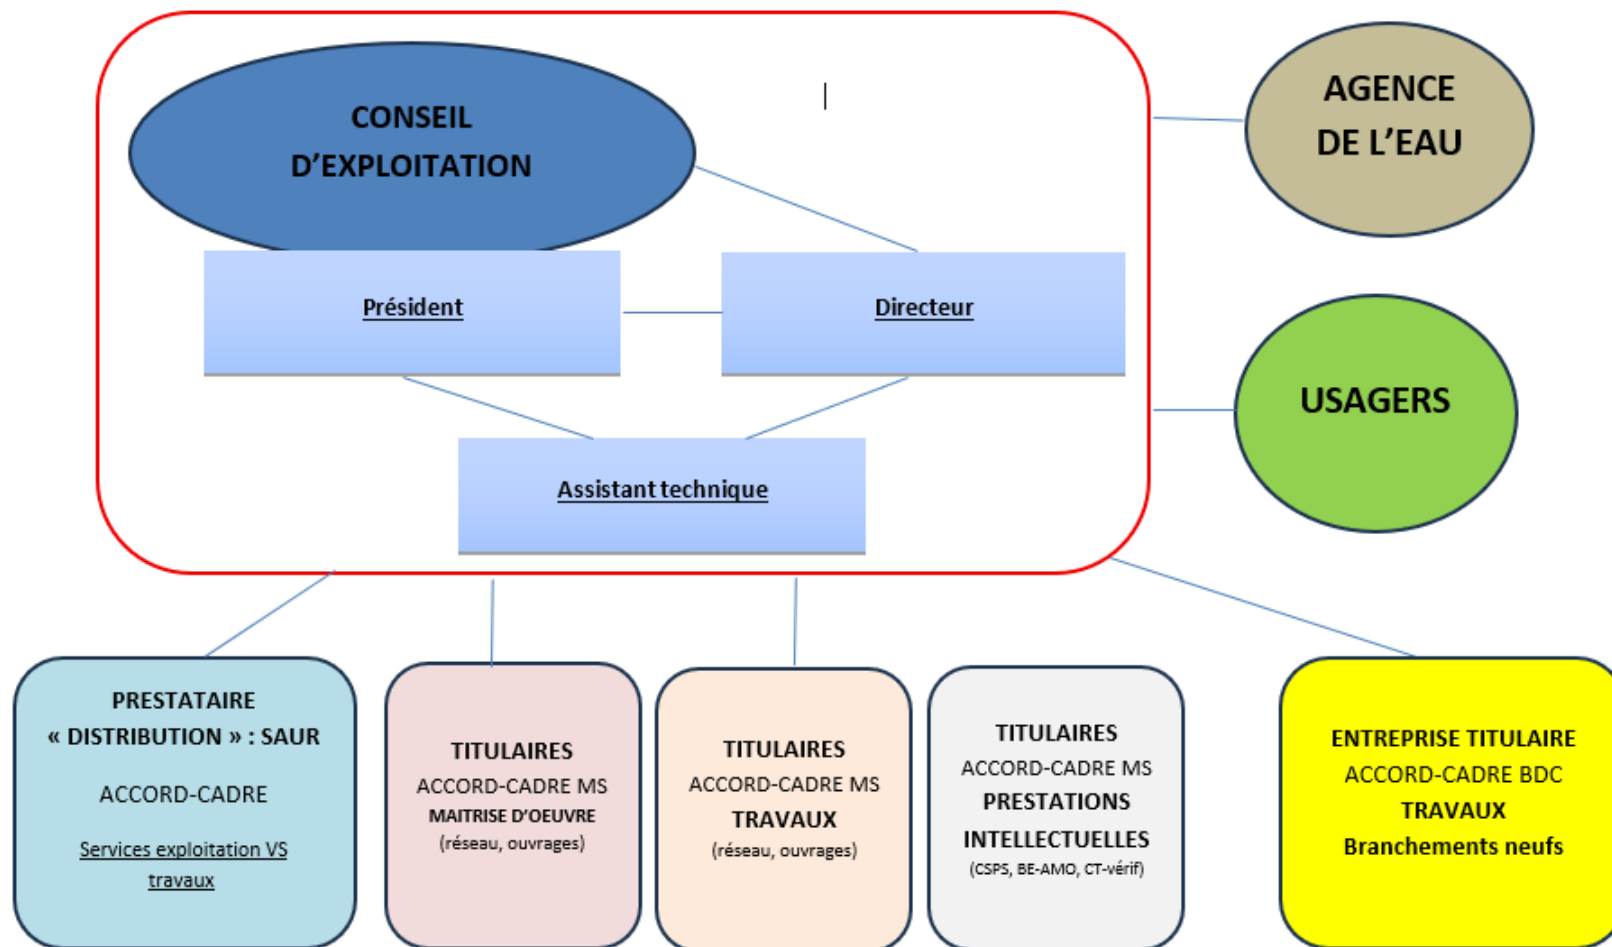 CONSEIL
D'EXPLOITATION
AGENCE
DE L'EAU
Président
Directeur
USAGERS
Assistant technique
PRESTATAIRE
« DISTRIBUTION » : SAUR
ACCORD-CADRE
Services exploitation VS
travaux
TITULAIRES
ACCORD-CADRE MS
MAITRISE D'OEUVRE
(réseau, ouvrages)
TITULAIRES
ACCORD-CADRE MS
TRAVAUX
(réseau, ouvrages)
TITULAIRES
ACCORD-CADRE MS
PRESTATIONS
INTELLECTUELLES
(CSPS, BE-AMO, CT-vérif)
ENTREPRISE TITULAIRE
ACCORD-CADRE BDC
TRAVAUX
Branchements neufs